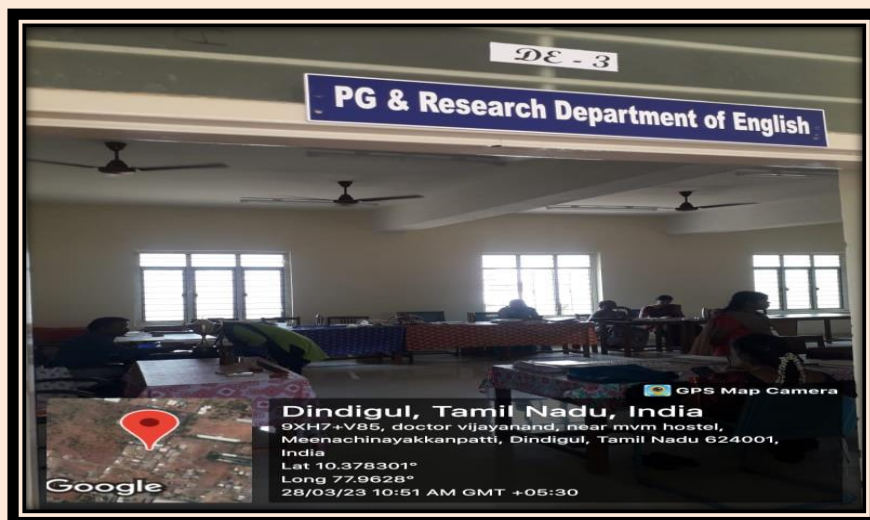 DE - 3
PG & Research Department of English
GPS Map Camera
Dindigul, Tamil Nadu, India
9XH7+V85, doctor vijayanand, near mvm hostel,
Meenachinayakkanpatti, Dindigul, Tamil Nadu 624001,
India
Lat 10.378301°
Long 77.9628°
28/03/23 10:51 AM GMT +05:30
Google